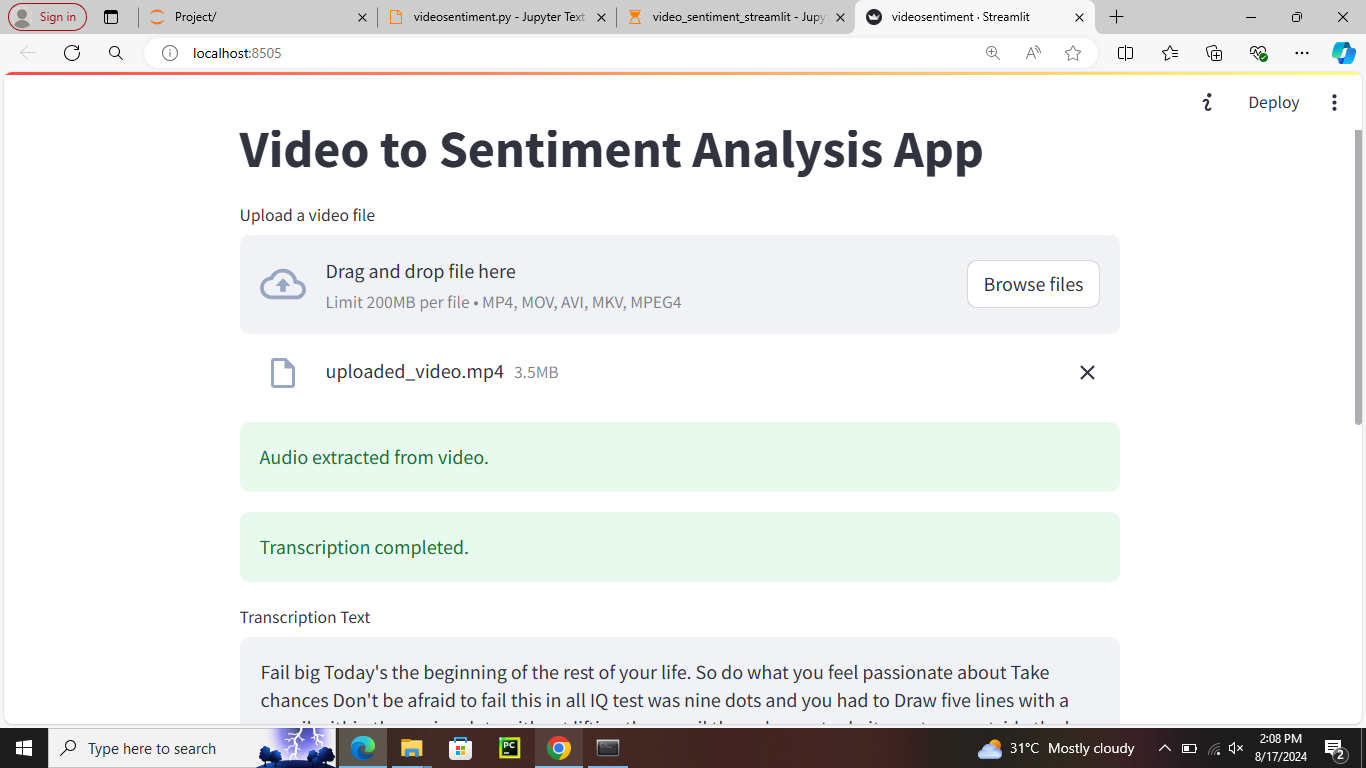 Sign in
Project/
videosentiment.py - Jupyter Text
video_sentiment_streamlit - Jupy
videosentiment · Streamlit
localhost:8505
Deploy
Video to Sentiment Analysis App
Upload a video file
Drag and drop file here
Limit 200MB per file • MP4, MOV, AVI, MKV, MPEG4
Browse files
uploaded_video.mp4 3.5MB
Audio extracted from video.
Transcription completed.
Transcription Text
Fail big Today's the beginning of the rest of your life. So do what you feel passionate about Take
chances Don't be afraid to fail this in all IQ test was nine dots and you had to Draw five lines with a
Type here to search
PC
31°C Mostly cloudy
2:08 PM
8/17/2024
2